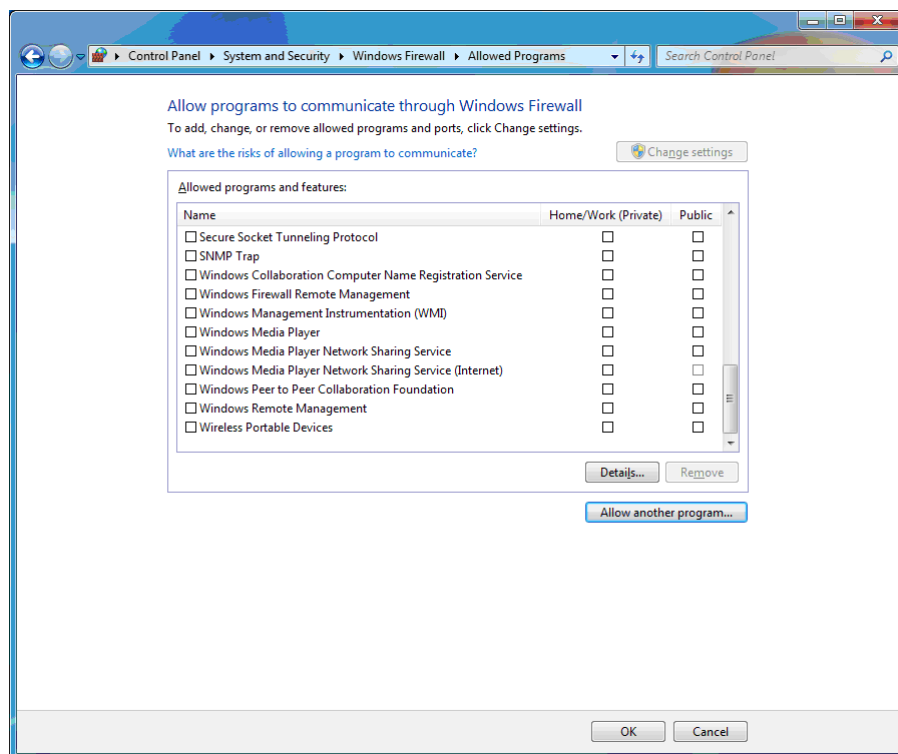 Control Panel ▸ System and Security ▸ Windows Firewall ▸ Allowed Programs
Search Control Panel
Allow programs to communicate through Windows Firewall
To add, change, or remove allowed programs and ports, click Change settings.
What are the risks of allowing a program to communicate?
Change settings
Allowed programs and features:
Name Home/Work (Private) Public
Secure Socket Tunneling Protocol
SNMP Trap
Windows Collaboration Computer Name Registration Service
Windows Firewall Remote Management
Windows Management Instrumentation (WMI)
Windows Media Player
Windows Media Player Network Sharing Service
Windows Media Player Network Sharing Service (Internet)
Windows Peer to Peer Collaboration Foundation
Windows Remote Management
Wireless Portable Devices
Details... Remove
Allow another program...
OK Cancel